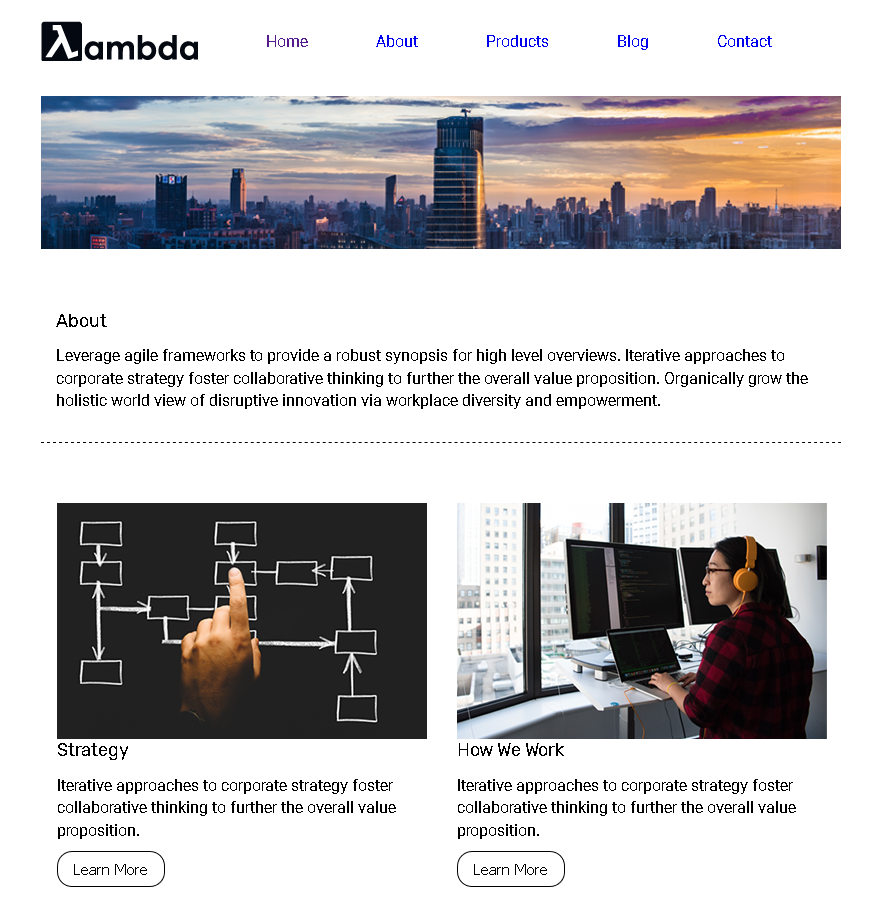 λambda
Home About Products Blog Contact
About
Leverage agile frameworks to provide a robust synopsis for high level overviews. Iterative approaches to
corporate strategy foster collaborative thinking to further the overall value proposition. Organically grow the
holistic world view of disruptive innovation via workplace diversity and empowerment.
Strategy
Iterative approaches to corporate strategy foster
collaborative thinking to further the overall value
proposition.
Learn More
How We Work
Iterative approaches to corporate strategy foster
collaborative thinking to further the overall value
proposition.
Learn More